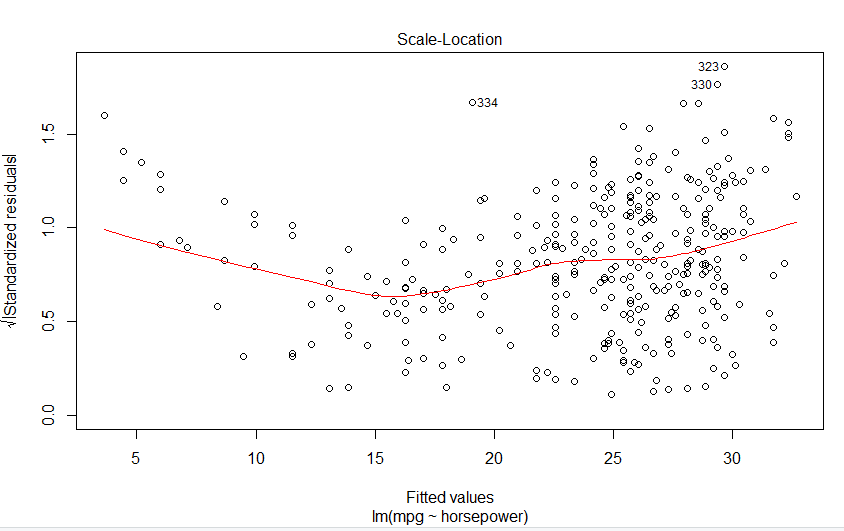 Scale-Location
323
330
334
√|Standardized residuals|
0.0 0.5 1.0 1.5
5 10 15 20 25 30
Fitted values
lm(mpg ~ horsepower)